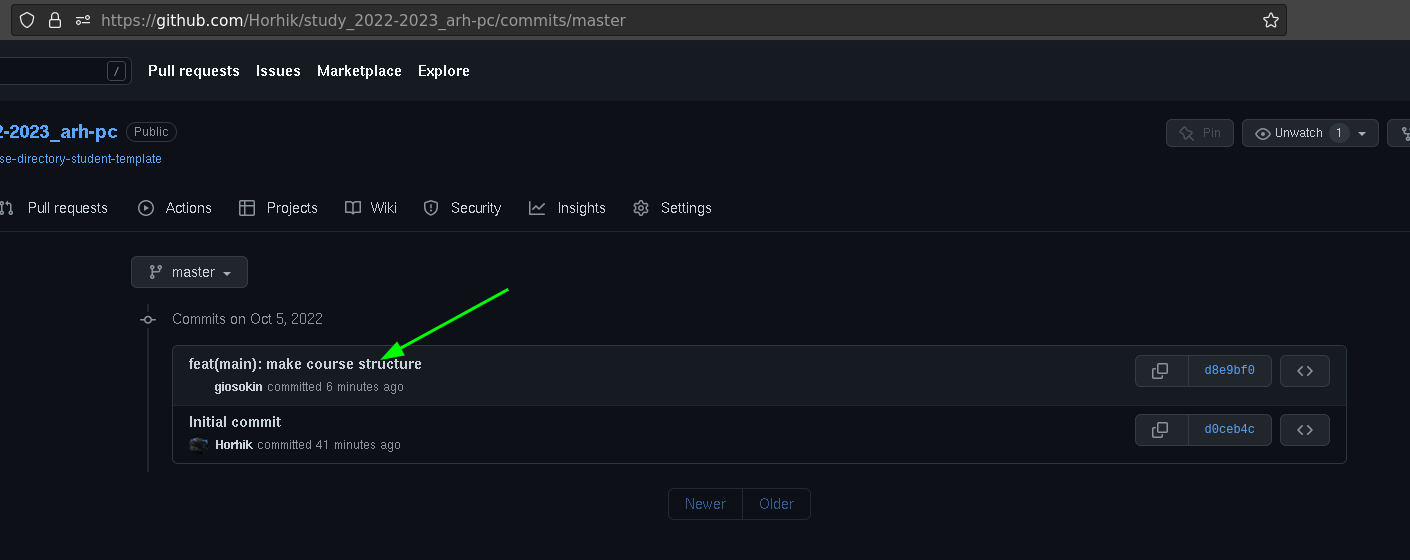 https://github.com/Horhik/study_2022-2023_arh-pc/commits/master
/ Pull requests Issues Marketplace Explore
2-2023_arh-pc Public Pin Unwatch 1
se-directory-student-template
Pull requests Actions Projects Wiki Insights Security Settings
master
Commits on Oct 5, 2022
feat(main): make course structure d8e9bf0
giosokin committed 6 minutes ago
Initial commit d0ceb4c
Horhik committed 41 minutes ago
Newer Older